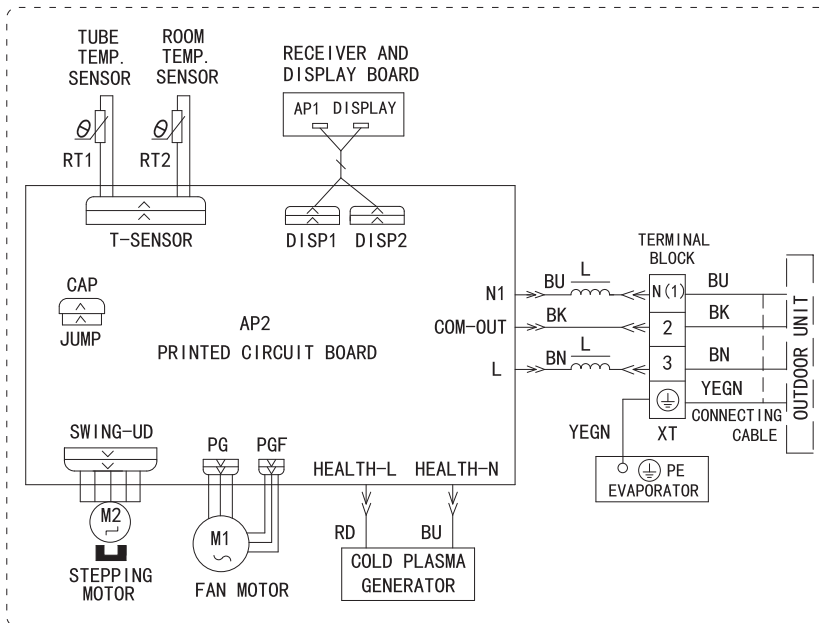 TUBE
TEMP.
SENSOR
ROOM
TEMP.
SENSOR
RECEIVER AND
DISPLAY BOARD
AP1 DISPLAY
θ
RT1
θ
RT2
T-SENSOR
DISP1
DISP2
CAP
JUMP
AP2
PRINTED CIRCUIT BOARD
N1
COM-OUT
L
BU
L
BK
BN
L
TERMINAL
BLOCK
N(1)
2
3
XT
BU
BK
BN
YEGN
CONNECTING
CABLE
OUTDOOR UNIT
YEGN
PE
EVAPORATOR
SWING-UD
M2
STEPPING
MOTOR
PG
PGF
M1
FAN MOTOR
HEALTH-L
HEALTH-N
RD
BU
COLD PLASMA
GENERATOR